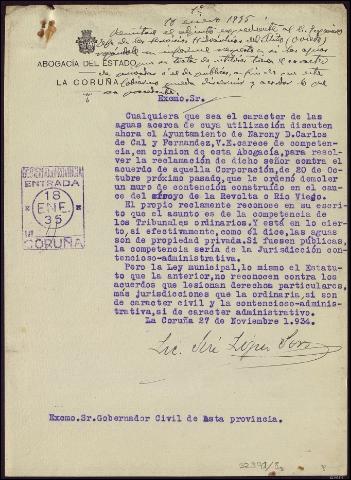 10 enero 1935
ABOGACÍA DEL ESTADO
LA CORUÑA
Excmo.Sr.
Cualquiera que sea el carácter de las
aguas acerca de cuya utilización discuten
ahora el Ayuntamiento de Narony D.Carlos
de Cal y Fernandez, V.E.carece de competen-
cia, en opinión de esta Abogacía, para resol-
ver la reclamación de dicho señor contra el
acuerdo de aquella Corporación, de 20 de Oc-
tubre próximo pasado, que le ordenó demoler
un muro de contención construido en el cau-
ce del arroyo de la Revolta o Rio Viego.
El propio reclamante reconoce en su escri-
to que el asunto es de la competencia de
los Tribunales ordinarios. Y está en lo cier-
to, si efectivamente, como él dice, las aguas
son de propiedad privada. Si fuesen públicas,
la competencia sería de la Jurisdicción con-
tencioso-administrativa.
Pero la Ley municipal, lo mismo el Estatu-
to que la anterior, no reconocen contra los
acuerdos que lesionan derechos particulares,
más jurisdicciones que la ordinaria, si son
de carácter civil y la contencioso-adminis-
trativa, si de carácter administrativo.
La Coruña 27 de Noviembre 1.934.
ENTRADA
18
ENE
35
CORUÑA
Lic. José López
Excmo.Sr.Gobernador Civil de esta provincia.